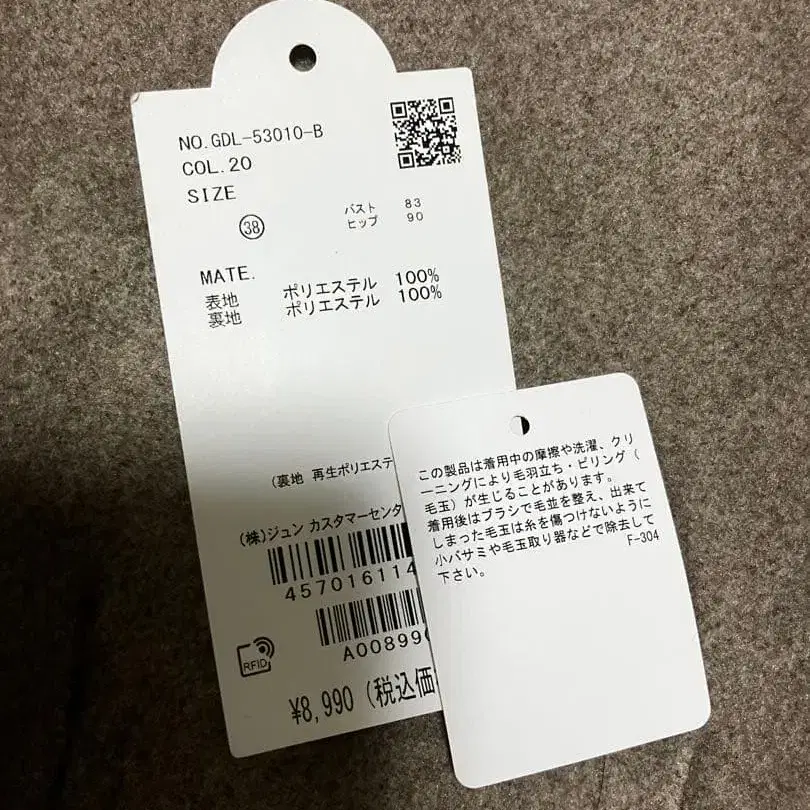 NO.GDL-53010-B
COL.20
SIZE
㊳
バスト 83
ヒップ 90
MATE.
表地 ポリエステル 100%
裏地 ポリエステル 100%
(裏地 再生ポリエステ
(株)ジュン カスタマーセンタ
457016114
A00899
RFID
¥8,990 (税込価
この製品は着用中の摩擦や洗濯、クリ
ーニングにより毛羽立ち・ピリング(
毛玉)が生じることがあります。
着用後はブラシで毛並を整え、出来て
しまった毛玉は糸を傷つけないように
小バサミや毛玉取り器などで除去して
下さい。 F-304